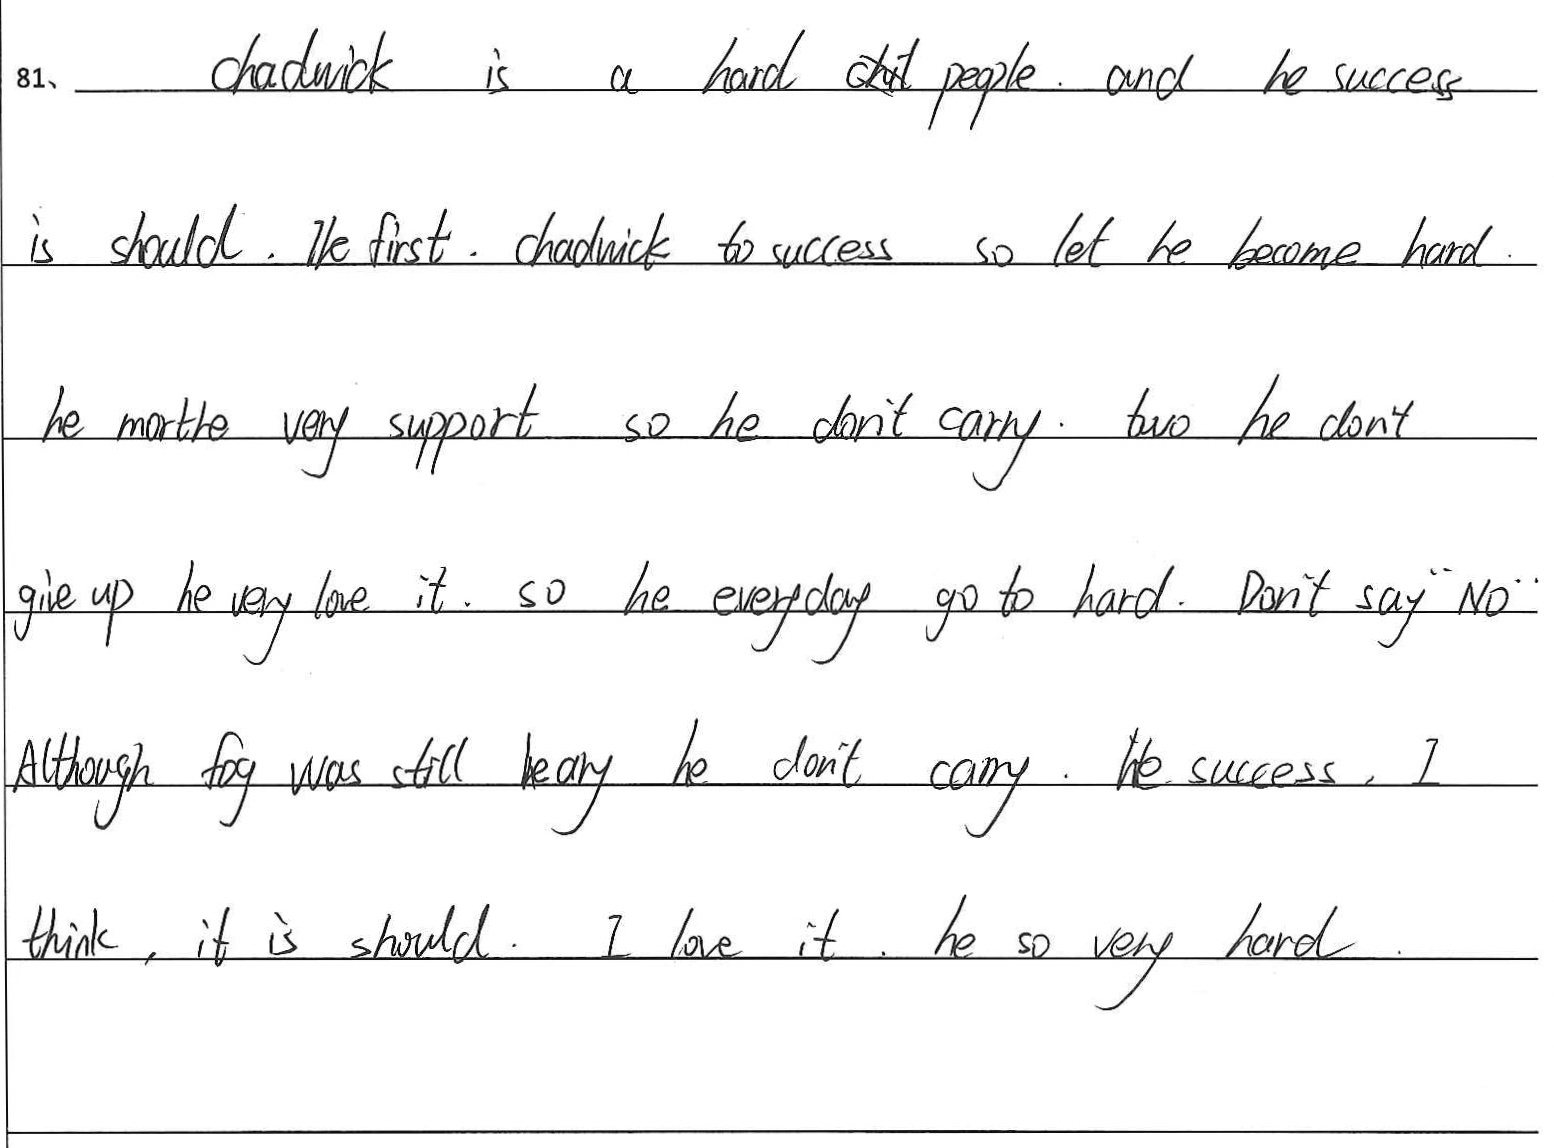 81、 chadwick is a hard people. and he success
is should. The first. chadwick to success so let he become hard.
he morthe very support so he don't carry. two he don't
give up he very love it. so he everyday go to hard. Don't say "NO"
Although fog was still heavy he don't carry. He success, I
think, it is should. I love it. he so very hard.